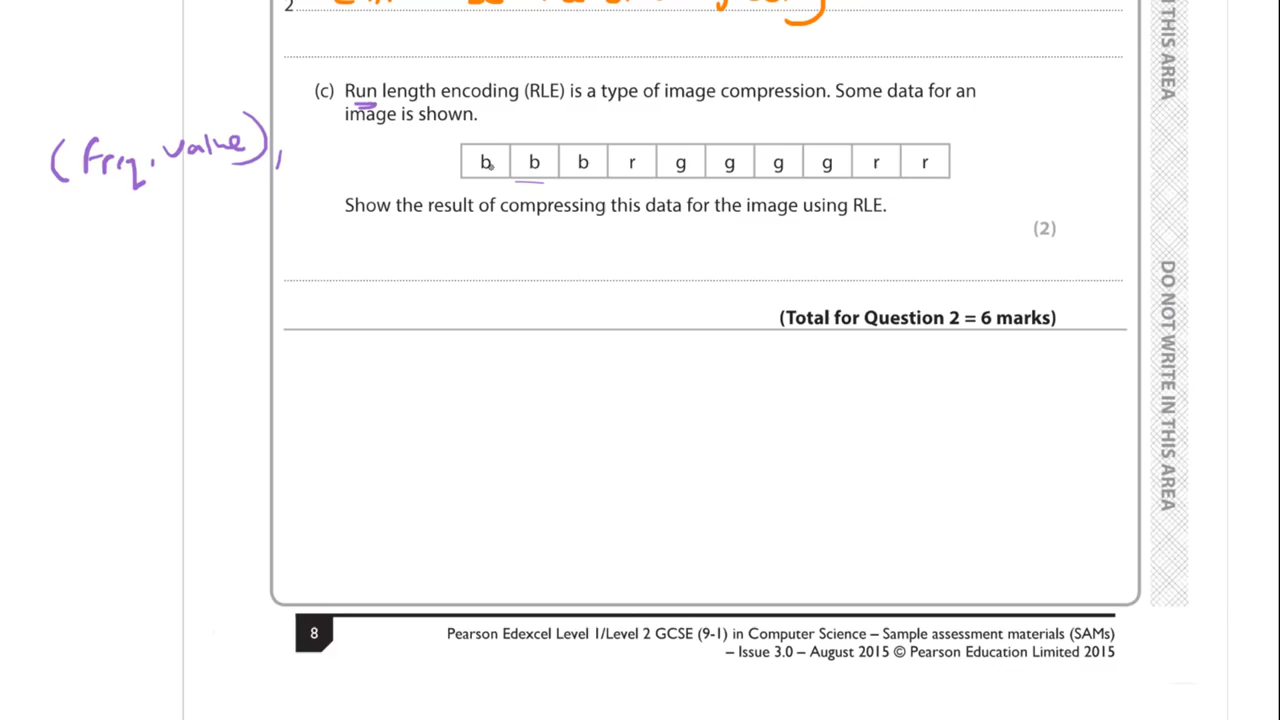 2
(c) Run length encoding (RLE) is a type of image compression. Some data for an
image is shown.
(freq, value),
b b b r g g g g r r
Show the result of compressing this data for the image using RLE.
(2)
(Total for Question 2 = 6 marks)
8
Pearson Edexcel Level 1/Level 2 GCSE (9-1) in Computer Science – Sample assessment materials (SAMs)
– Issue 3.0 – August 2015 © Pearson Education Limited 2015
N THIS AREA
DO NOT WRITE IN THIS AREA